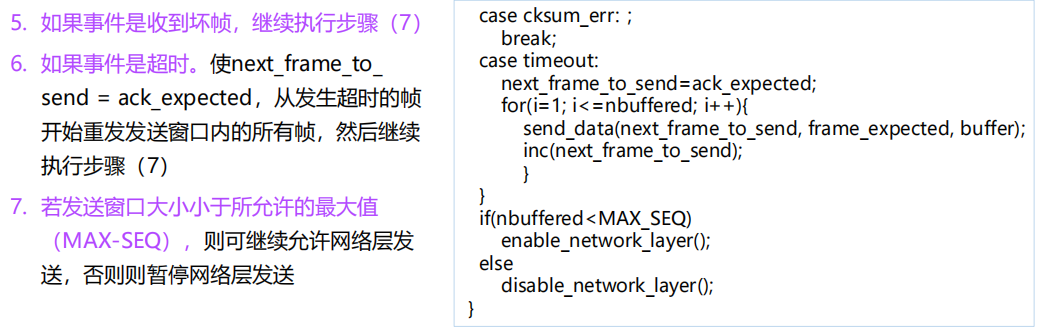 5. 如果事件是收到坏帧，继续执行步骤（7）
6. 如果事件是超时。使next_frame_to_
send = ack_expected，从发生超时的帧
开始重发发送窗口内的所有帧，然后继续
执行步骤（7）
7. 若发送窗口大小小于所允许的最大值
（MAX-SEQ），则可继续允许网络层发
送，否则则暂停网络层发送
case cksum_err: ;
break;
case timeout:
next_frame_to_send=ack_expected;
for(i=1; i<=nbuffered; i++){
send_data(next_frame_to_send, frame_expected, buffer);
inc(next_frame_to_send);
}
}
if(nbuffered<MAX_SEQ)
enable_network_layer();
else
disable_network_layer();
}